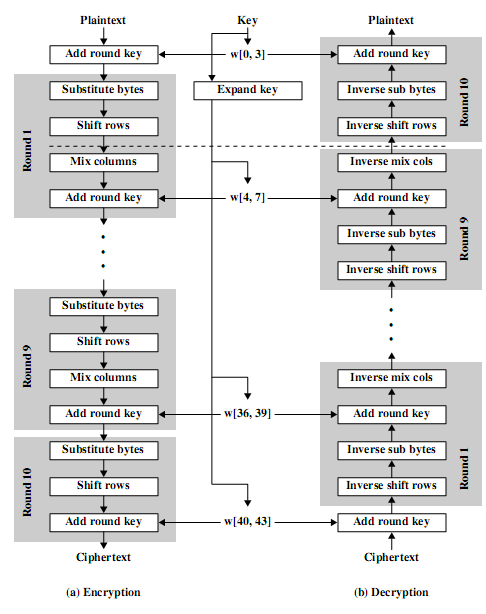 Plaintext
Key
Plaintext
Add round key
w[0, 3]
Add round key
Substitute bytes
Expand key
Inverse sub bytes
Round 10
Shift rows
Inverse shift rows
Round 1
Mix columns
Inverse mix cols
Add round key
w[4, 7]
Add round key
Inverse sub bytes
Round 9
Inverse shift rows
Substitute bytes
Shift rows
Round 9
Mix columns
Inverse mix cols
Add round key
w[36, 39]
Add round key
Substitute bytes
Inverse sub bytes
Round 1
Shift rows
Inverse shift rows
Round 10
Add round key
w[40, 43]
Add round key
Ciphertext
Ciphertext
(a) Encryption
(b) Decryption